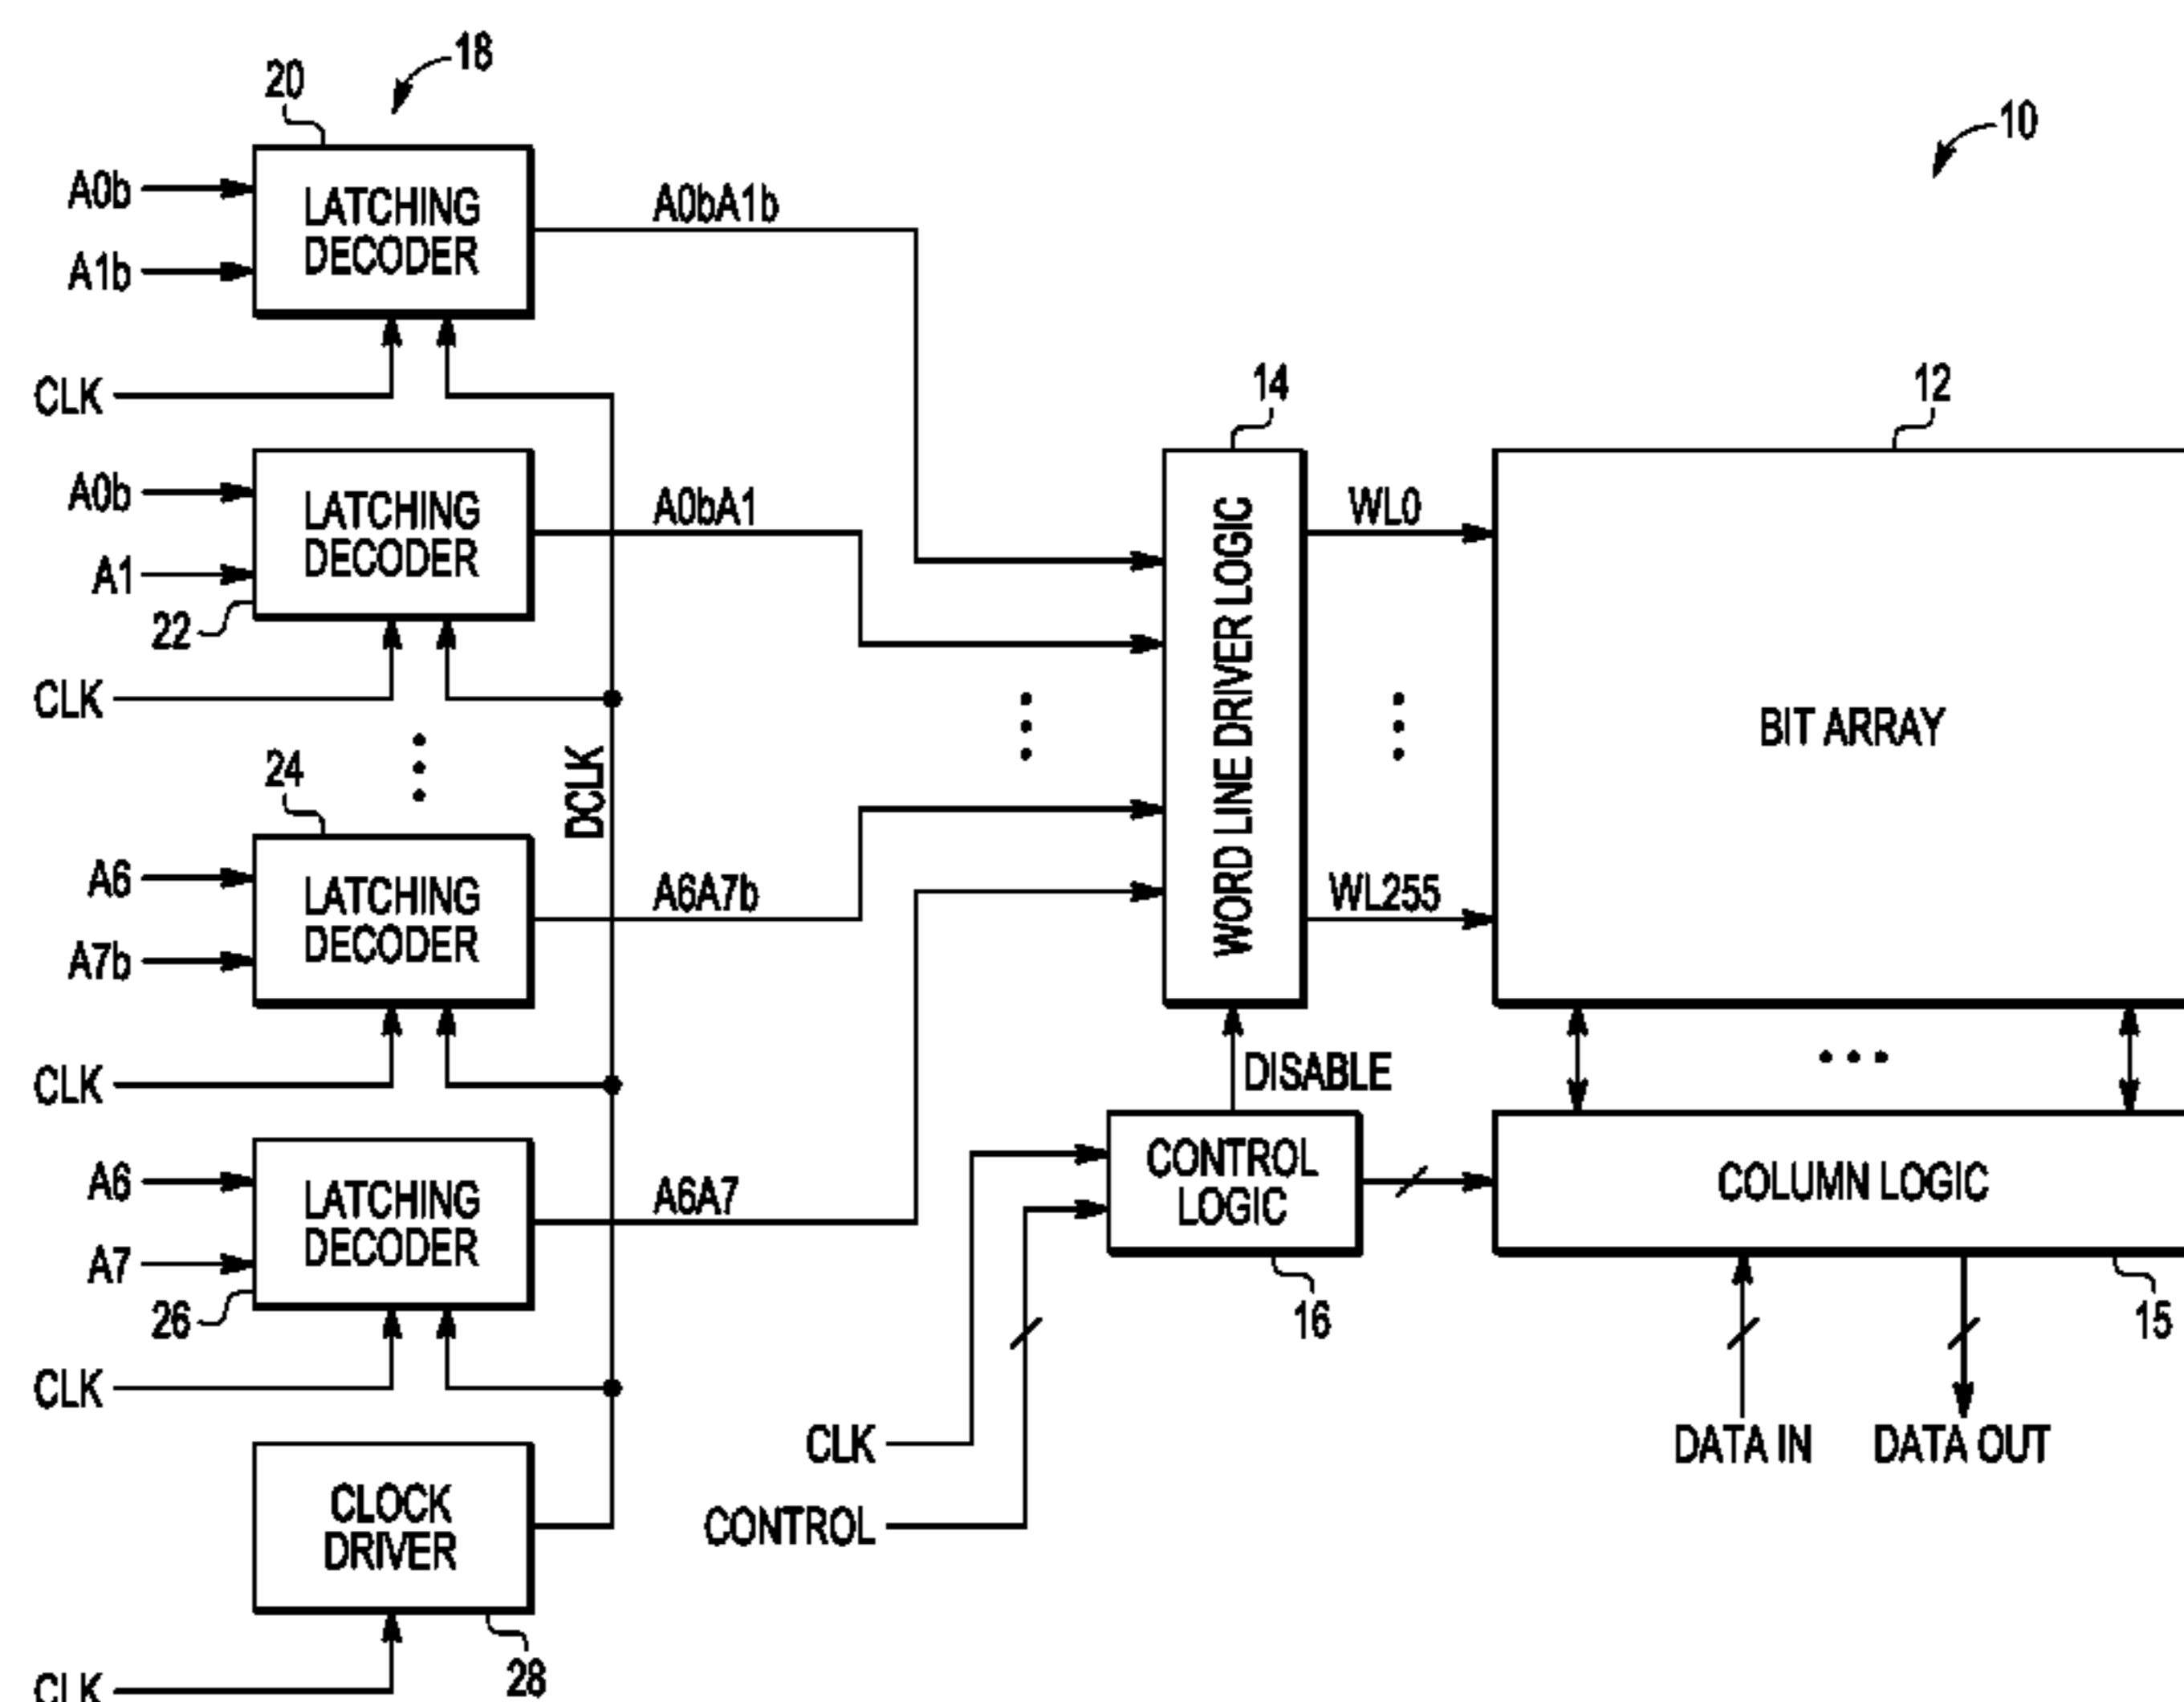 18
20
10
A0b
LATCHING
DECODER
A0bA1b
A1b
CLK
14
12
A0b
LATCHING
DECODER
A0bA1
A1
22
CLK
WORD LINE DRIVER LOGIC
WL0
BIT ARRAY
24
DCLK
A6
LATCHING
DECODER
A6A7b
WL255
A7b
CLK
DISABLE
A6
LATCHING
DECODER
A6A7
CONTROL
LOGIC
COLUMN LOGIC
A7
26
16
15
CLK
CLK
DATA IN
DATA OUT
CLOCK
DRIVER
CONTROL
28
CLK